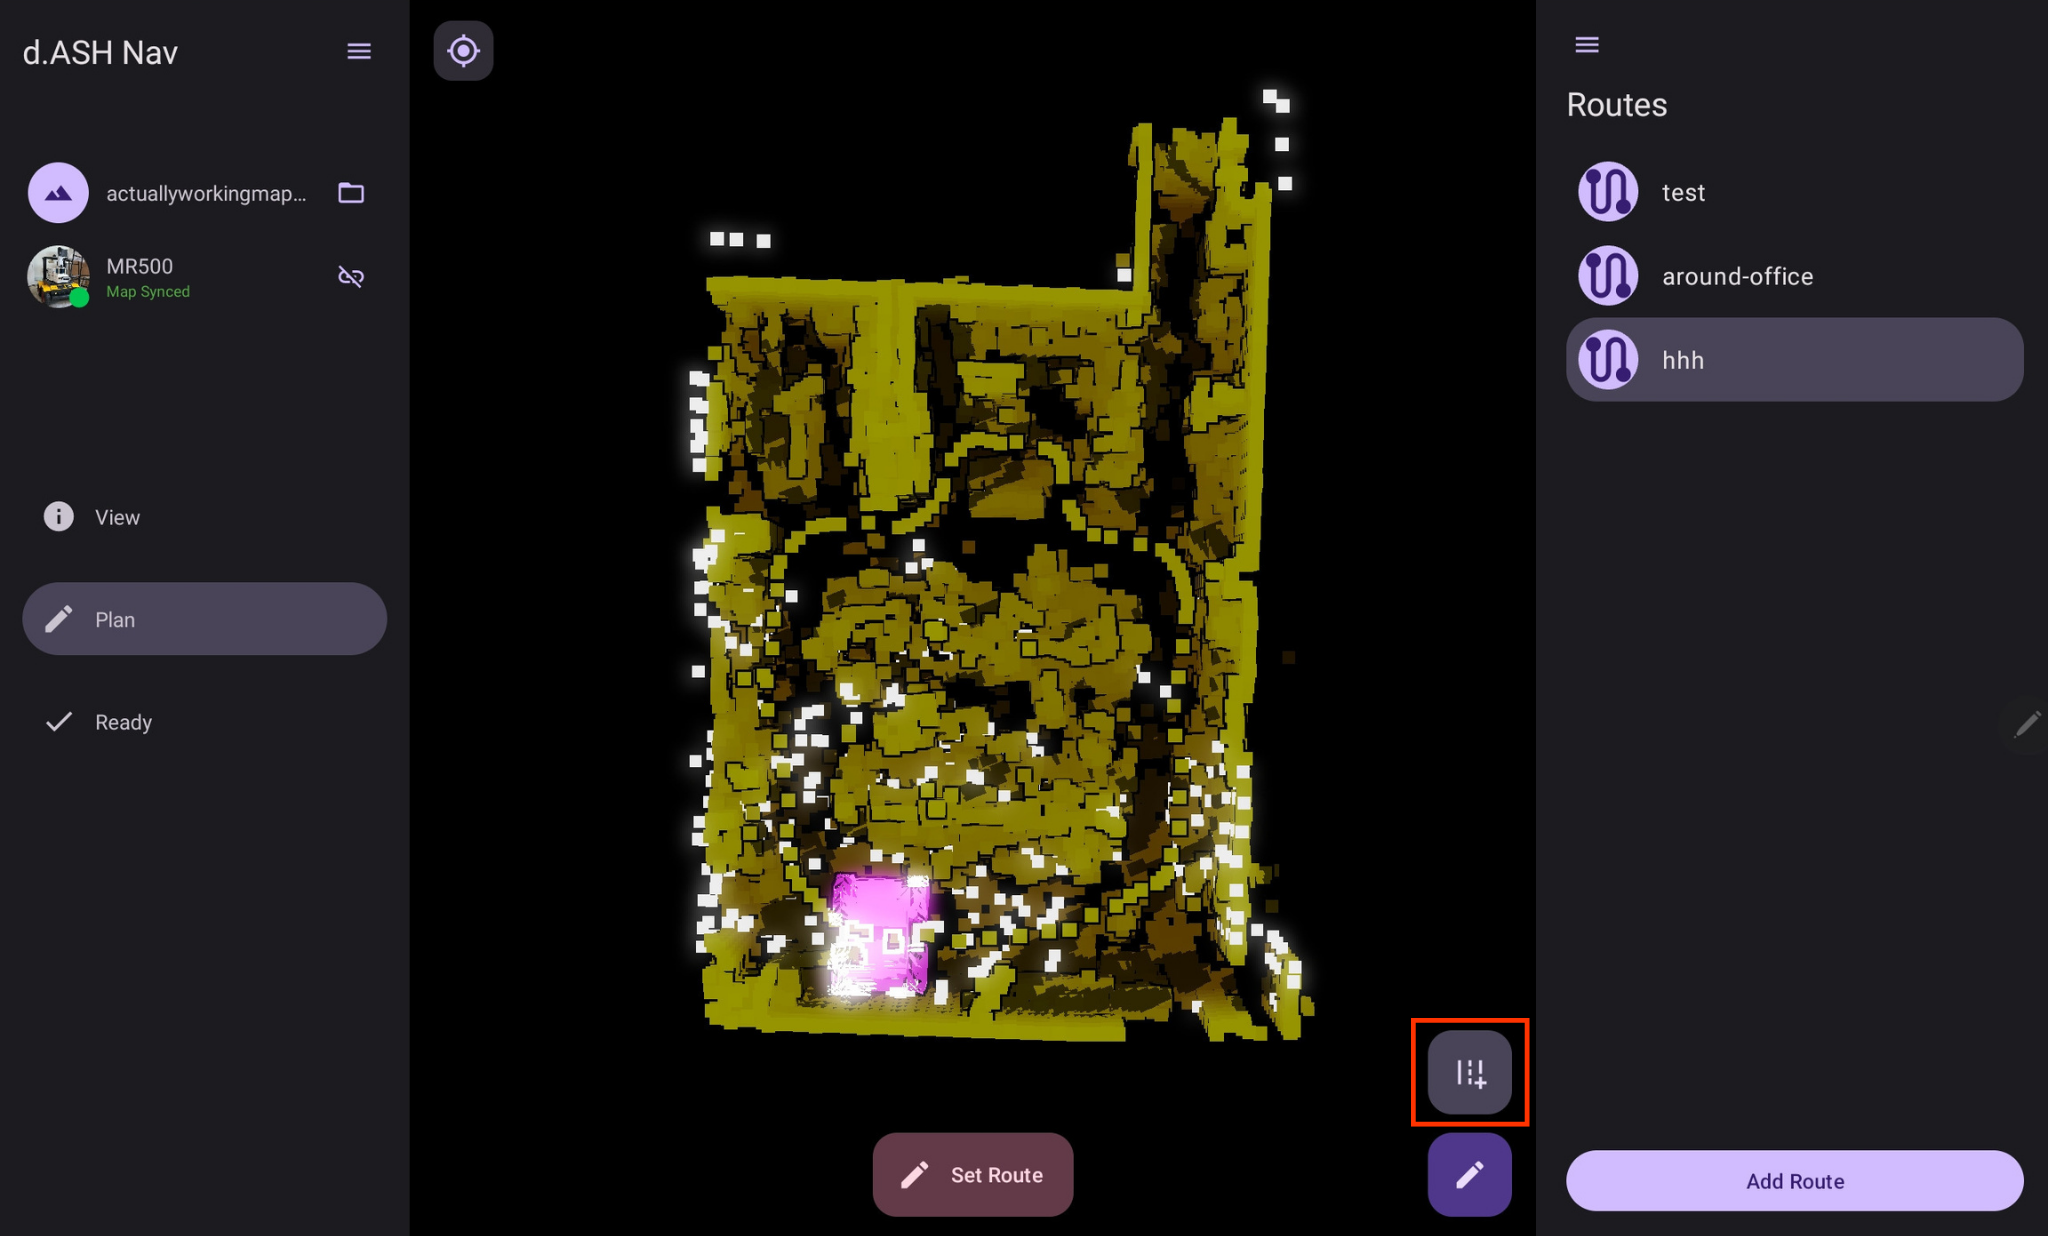 d.ASH Nav
actuallyworkingmap...
MR500
Map Synced
View
Plan
Ready
Set Route
Routes
test
around-office
hhh
Add Route